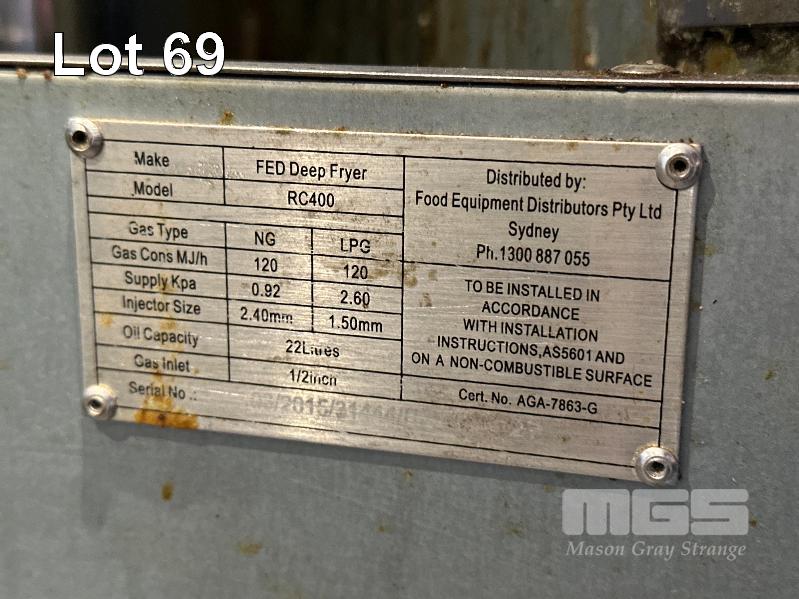 Lot 69
Make FED Deep Fryer
Model RC400
Gas Type NG LPG
Gas Cons MJ/h 120 120
Supply Kpa 0.92 2.60
Injector Size 2.40mm 1.50mm
Oil Capacity 22Litres
Gas Inlet 1/2inch
Serial No.:
Distributed by:
Food Equipment Distributors Pty Ltd
Sydney
Ph.1300 887 055
TO BE INSTALLED IN
ACCORDANCE
WITH INSTALLATION
INSTRUCTIONS,AS5601 AND
ON A NON-COMBUSTIBLE SURFACE
Cert. No. AGA-7863-G
MGS
Mason Gray Strange